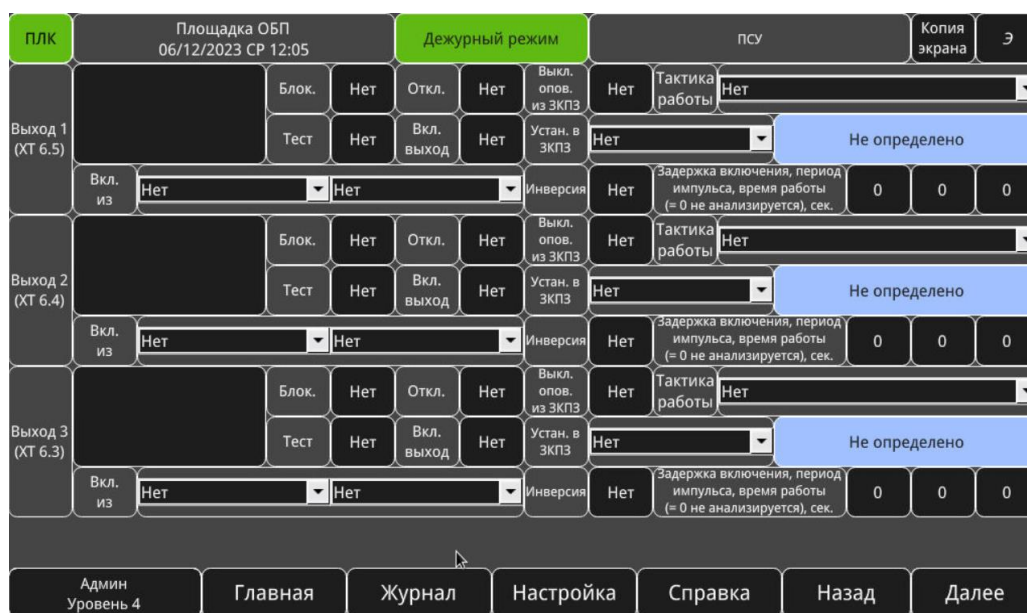 ПЛК
Площадка ОБП
06/12/2023 СР 12:05
Дежурный режим
ПСУ
Копия
экрана
Э
Выход 1
(XT 6.5)
Блок.
Нет
Откл.
Нет
Выкл.
опов.
из ЗКПЗ
Нет
Тактика
работы
Нет
Тест
Нет
Вкл.
выход
Нет
Устан. в
ЗКПЗ
Нет
Не определено
Вкл.
из
Нет
Нет
Инверсия
Нет
Задержка включения, период
импульса, время работы
(= 0 не анализируется), сек.
0
0
0
Выход 2
(XT 6.4)
Блок.
Нет
Откл.
Нет
Выкл.
опов.
из ЗКПЗ
Нет
Тактика
работы
Нет
Тест
Нет
Вкл.
выход
Нет
Устан. в
ЗКПЗ
Нет
Не определено
Вкл.
из
Нет
Нет
Инверсия
Нет
Задержка включения, период
импульса, время работы
(= 0 не анализируется), сек.
0
0
0
Выход 3
(XT 6.3)
Блок.
Нет
Откл.
Нет
Выкл.
опов.
из ЗКПЗ
Нет
Тактика
работы
Нет
Тест
Нет
Вкл.
выход
Нет
Устан. в
ЗКПЗ
Нет
Не определено
Вкл.
из
Нет
Нет
Инверсия
Нет
Задержка включения, период
импульса, время работы
(= 0 не анализируется), сек.
0
0
0
Админ
Уровень 4
Главная
Журнал
Настройка
Справка
Назад
Далее